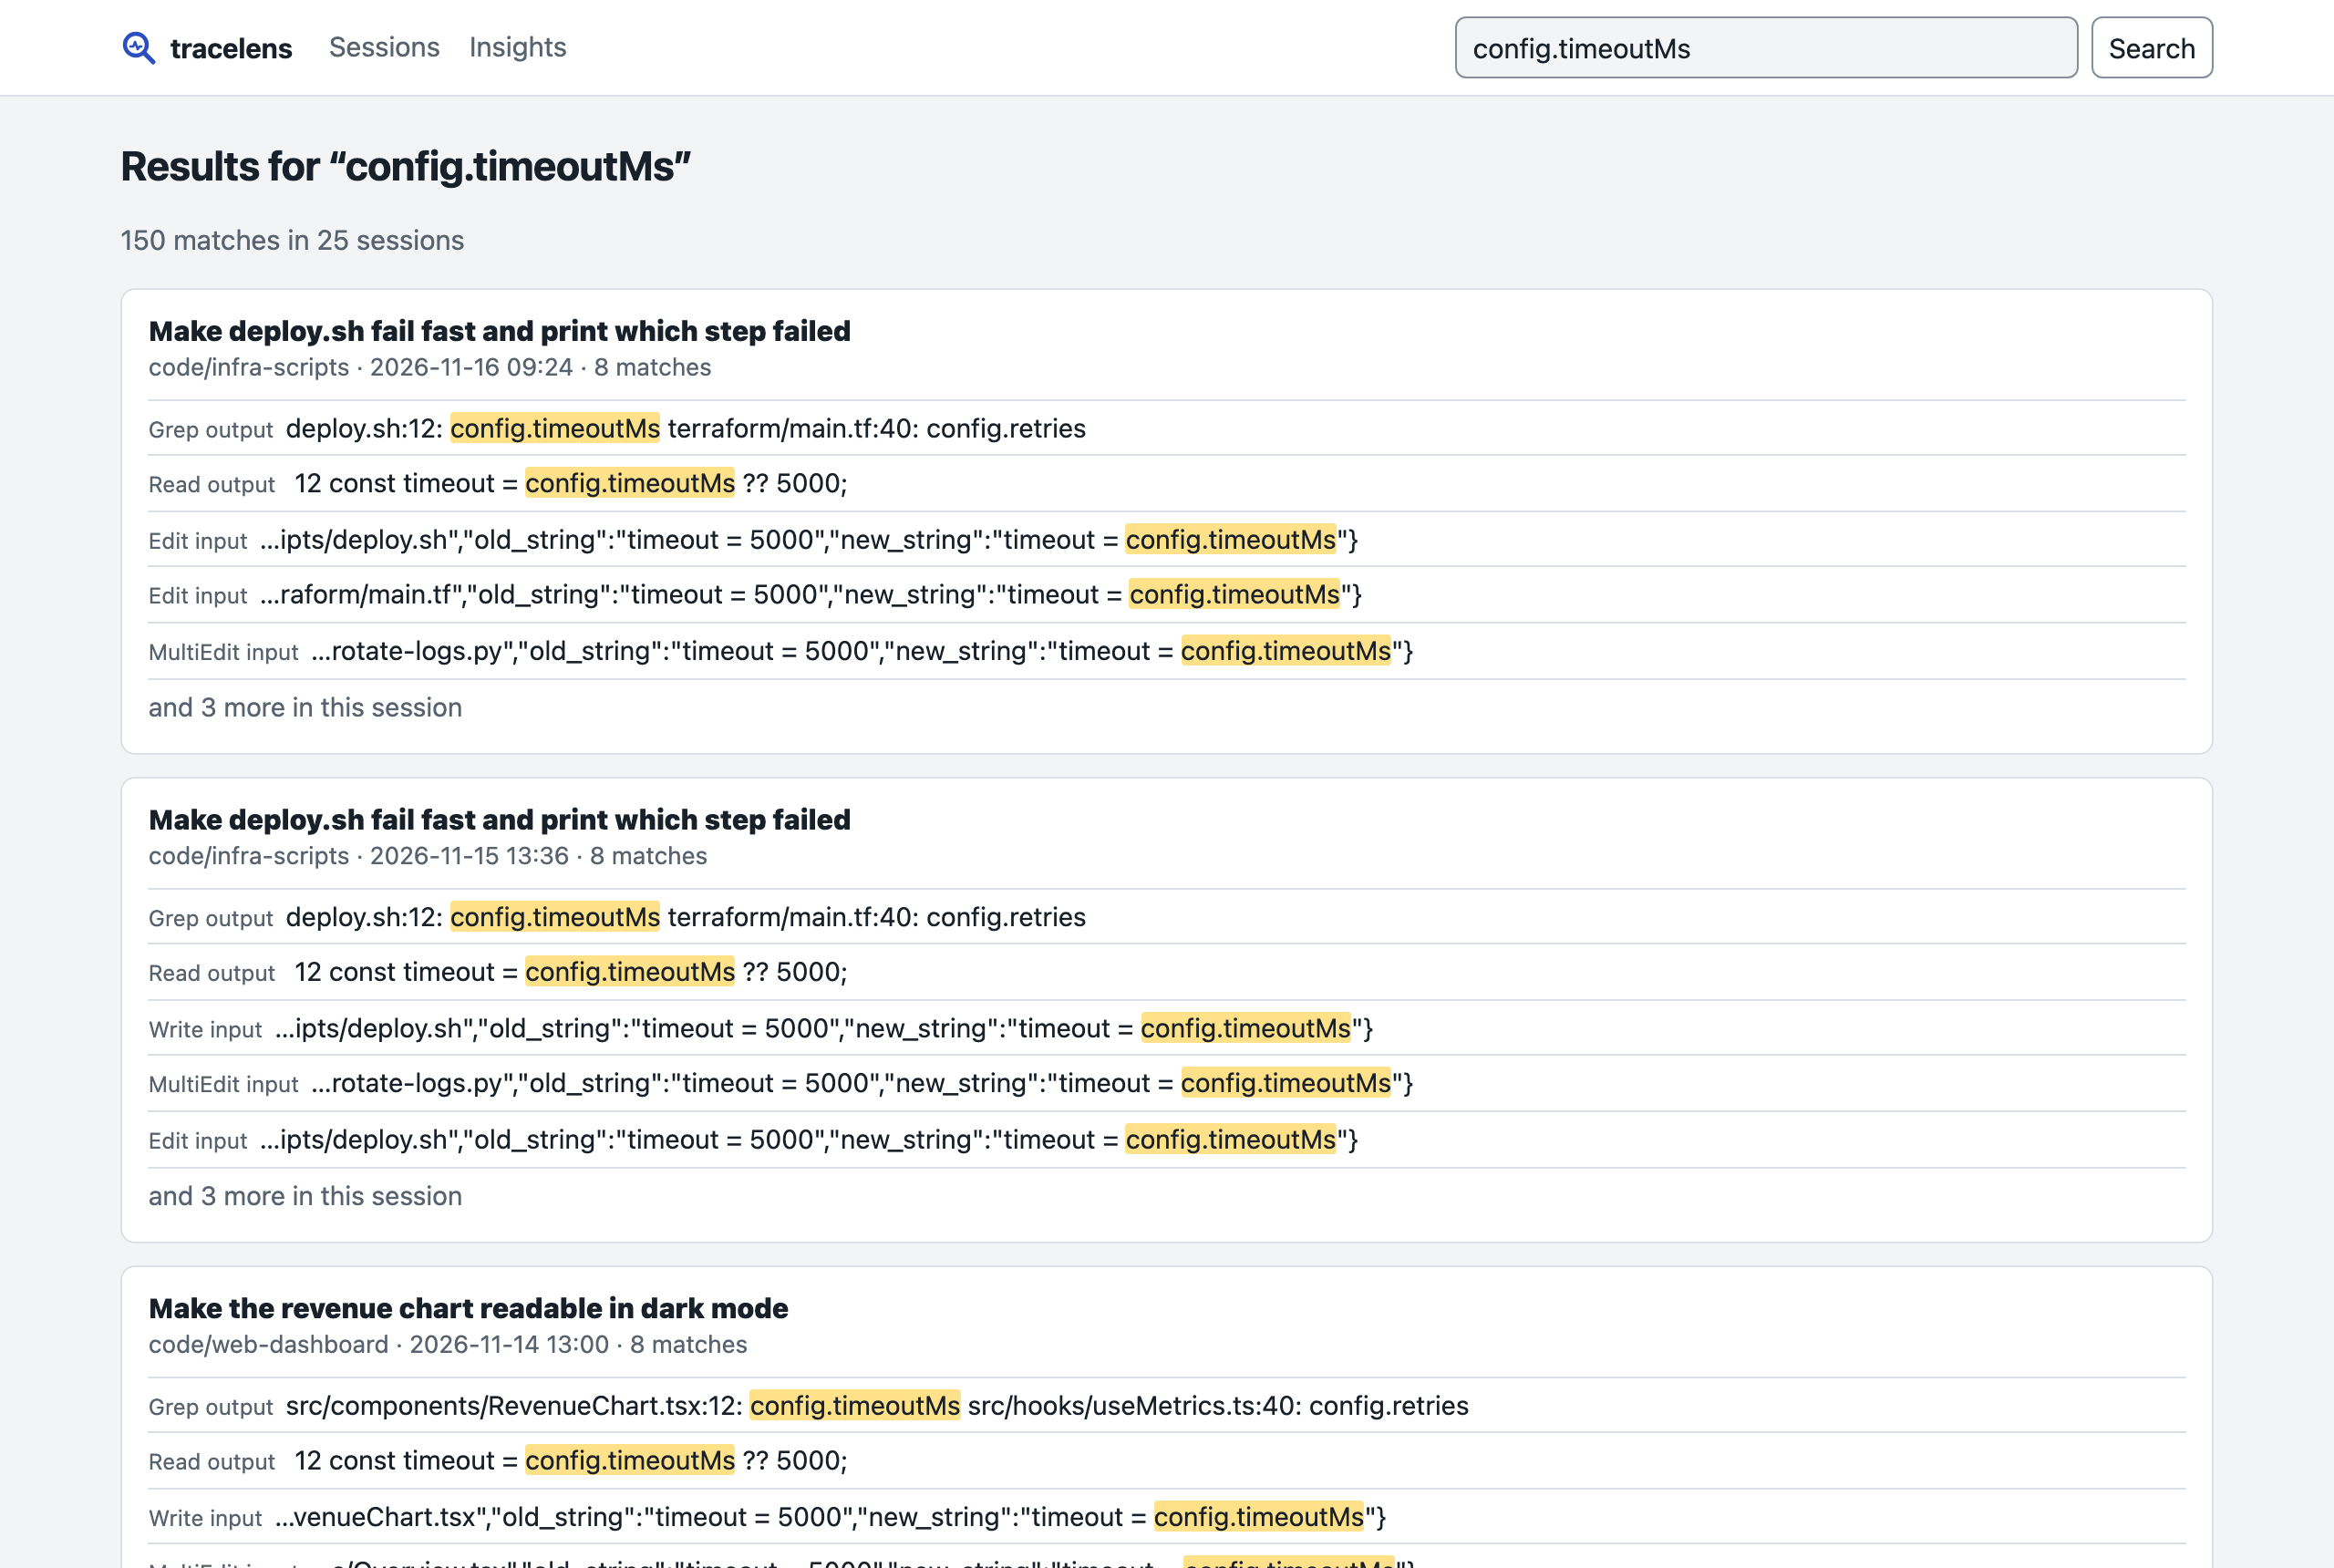 tracelens Sessions Insights config.timeoutMs Search
Results for “config.timeoutMs”
150 matches in 25 sessions
Make deploy.sh fail fast and print which step failed
code/infra-scripts · 2026-11-16 09:24 · 8 matches
Grep output deploy.sh:12: config.timeoutMs terraform/main.tf:40: config.retries
Read output 12 const timeout = config.timeoutMs ?? 5000;
Edit input …ipts/deploy.sh","old_string":"timeout = 5000","new_string":"timeout = config.timeoutMs"}
Edit input …raform/main.tf","old_string":"timeout = 5000","new_string":"timeout = config.timeoutMs"}
MultiEdit input …rotate-logs.py","old_string":"timeout = 5000","new_string":"timeout = config.timeoutMs"}
and 3 more in this session
Make deploy.sh fail fast and print which step failed
code/infra-scripts · 2026-11-15 13:36 · 8 matches
Grep output deploy.sh:12: config.timeoutMs terraform/main.tf:40: config.retries
Read output 12 const timeout = config.timeoutMs ?? 5000;
Write input …ipts/deploy.sh","old_string":"timeout = 5000","new_string":"timeout = config.timeoutMs"}
MultiEdit input …rotate-logs.py","old_string":"timeout = 5000","new_string":"timeout = config.timeoutMs"}
Edit input …ipts/deploy.sh","old_string":"timeout = 5000","new_string":"timeout = config.timeoutMs"}
and 3 more in this session
Make the revenue chart readable in dark mode
code/web-dashboard · 2026-11-14 13:00 · 8 matches
Grep output src/components/RevenueChart.tsx:12: config.timeoutMs src/hooks/useMetrics.ts:40: config.retries
Read output 12 const timeout = config.timeoutMs ?? 5000;
Write input …venueChart.tsx","old_string":"timeout = 5000","new_string":"timeout = config.timeoutMs"}